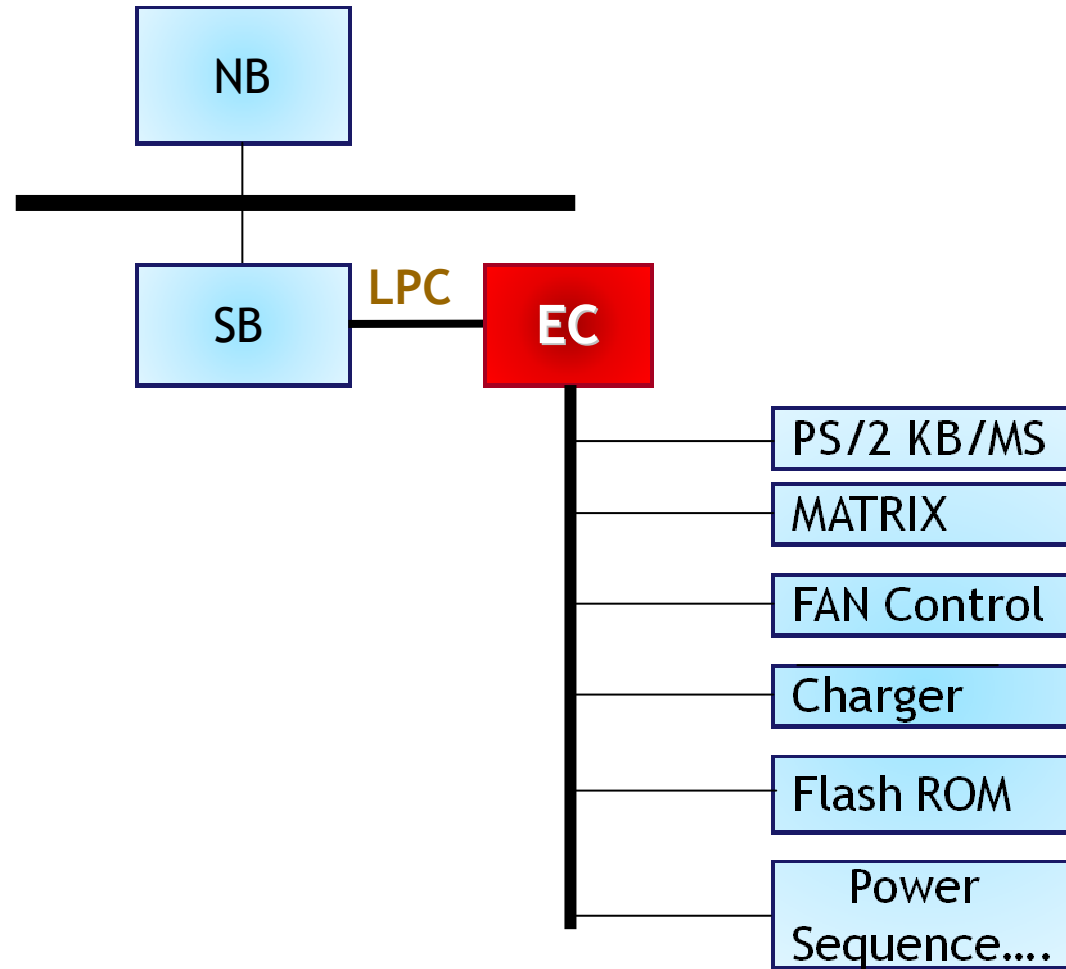 NB
LPC
SB
EC
PS/2 KB/MS
MATRIX
FAN Control
Charger
Flash ROM
Power
Sequence....